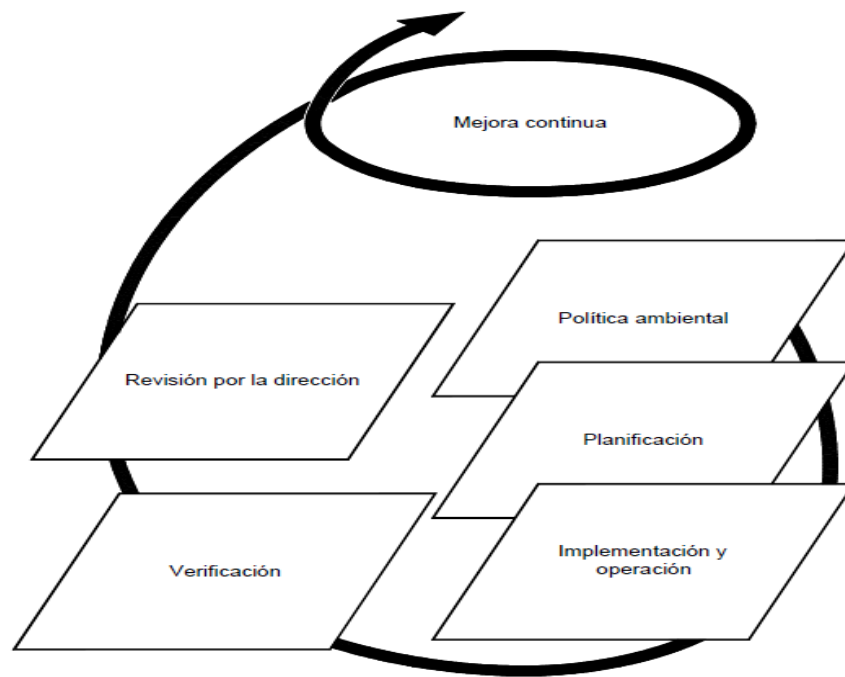 Mejora continua
Política ambiental
Revisión por la dirección
Planificación
Implementación y
operación
Verificación